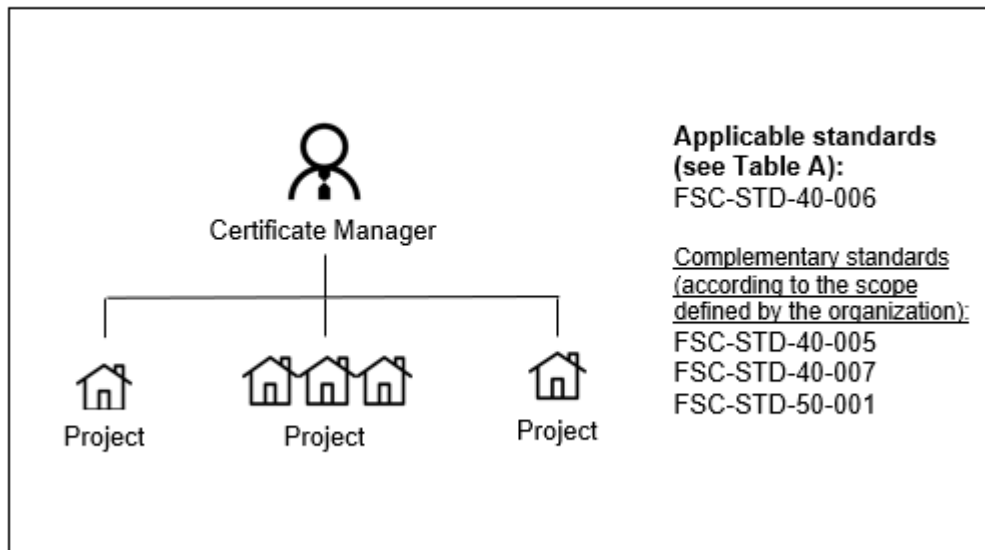 Certificate Manager
Project
Project
Project
Applicable standards
(see Table A):
FSC-STD-40-006
Complementary standards
(according to the scope
defined by the organization):
FSC-STD-40-005
FSC-STD-40-007
FSC-STD-50-001